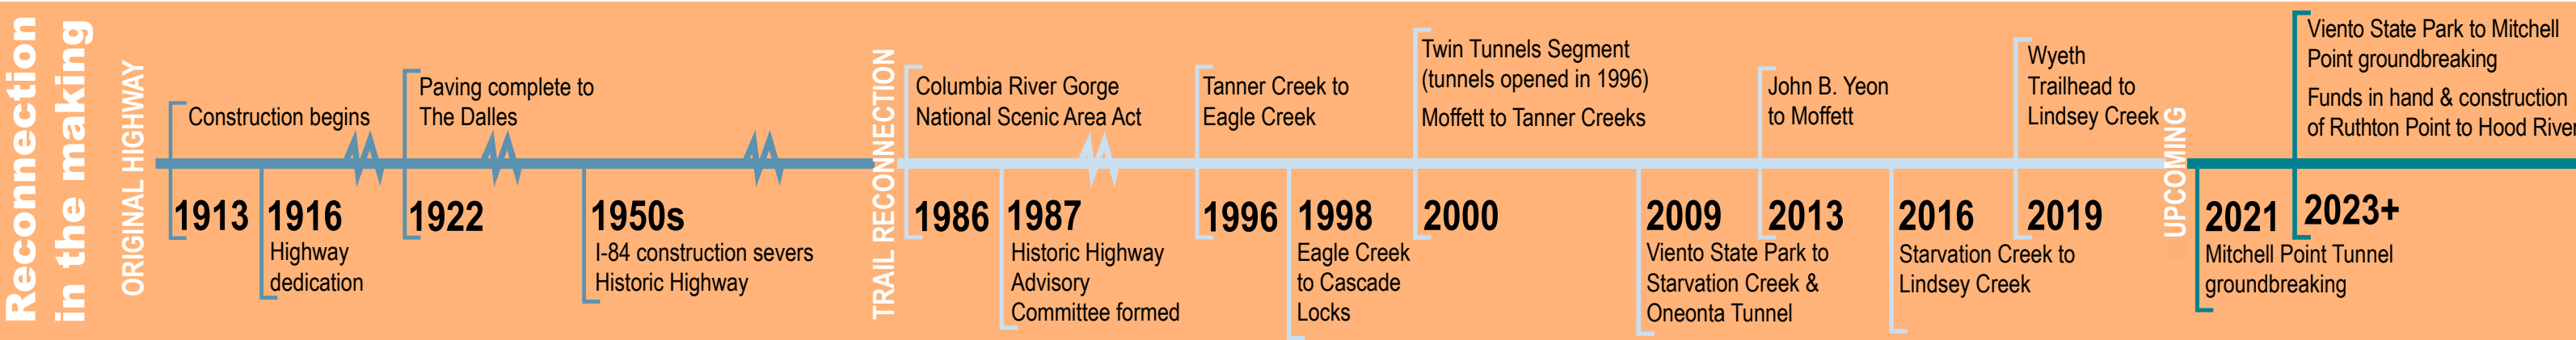 Reconnection
in the making
ORIGINAL HIGHWAY
Construction begins
1913
1916
Highway
dedication
Paving complete to
The Dalles
1922
1950s
I-84 construction severs
Historic Highway
TRAIL RECONNECTION
Columbia River Gorge
National Scenic Area Act
1986
1987
Historic Highway
Advisory
Committee formed
Tanner Creek to
Eagle Creek
1996
1998
Eagle Creek
to Cascade
Locks
Twin Tunnels Segment
(tunnels opened in 1996)
Moffett to Tanner Creeks
2000
2009
Viento State Park to
Starvation Creek &
Oneonta Tunnel
John B. Yeon
to Moffett
2013
2016
Starvation Creek to
Lindsey Creek
Wyeth
Trailhead to
Lindsey Creek
2019
UPCOMING
2021
Mitchell Point Tunnel
groundbreaking
Viento State Park to Mitchell
Point groundbreaking
Funds in hand & construction
of Ruthton Point to Hood River
2023+